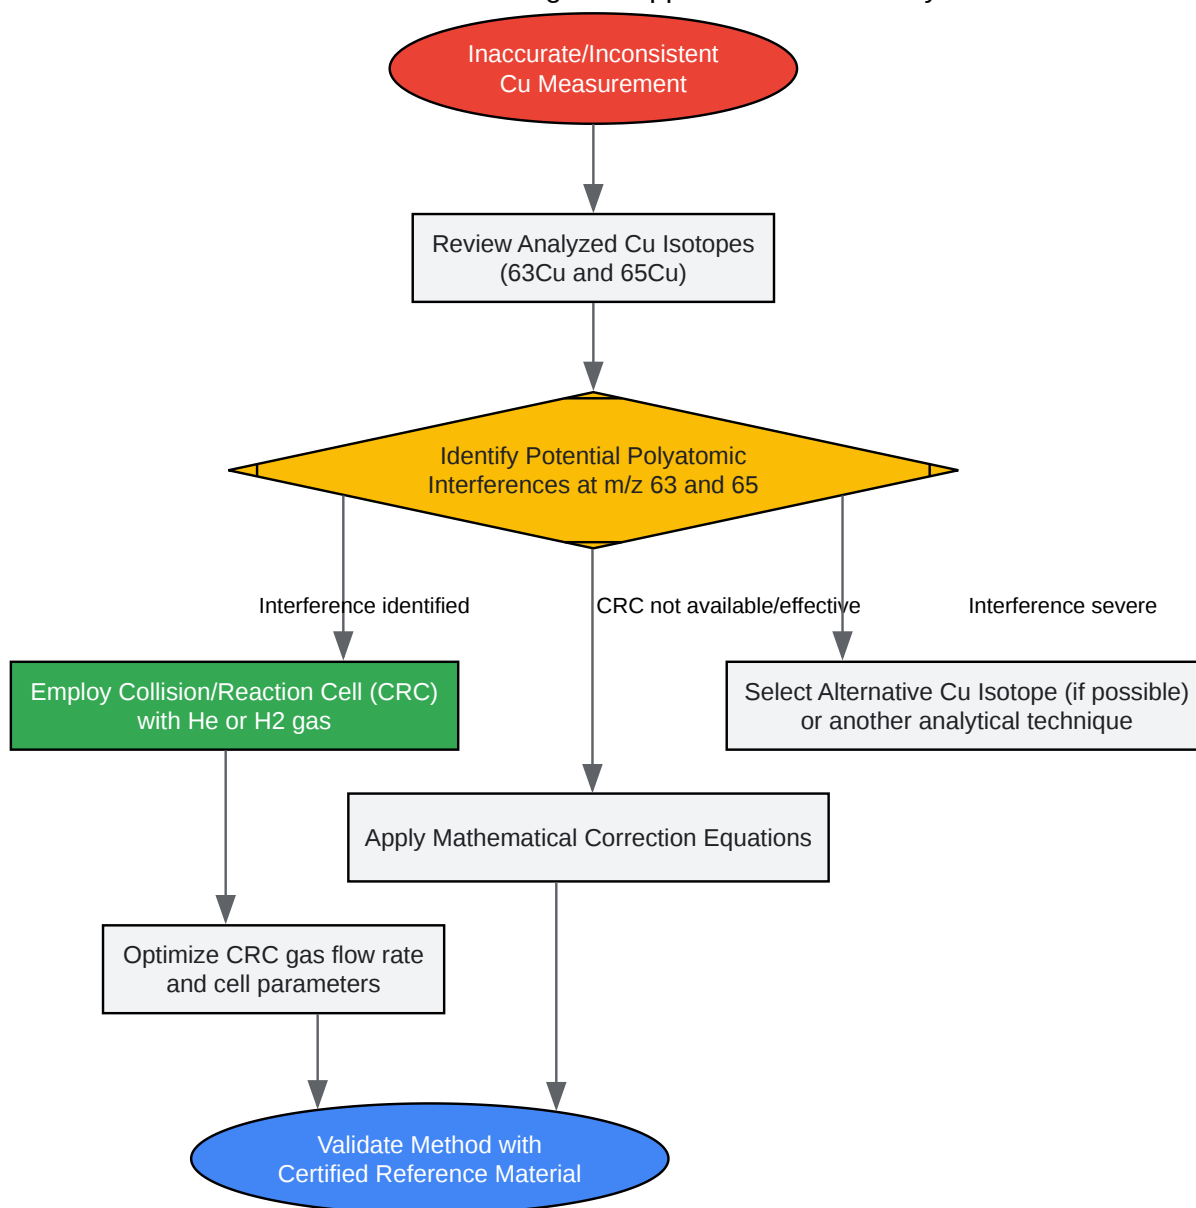 Inaccurate/Inconsistent
Cu Measurement
Review Analyzed Cu Isotopes
(63Cu and 65Cu)
Identify Potential Polyatomic
Interferences at m/z 63 and 65
Interference identified
CRC not available/effective
Interference severe
Employ Collision/Reaction Cell (CRC)
with He or H2 gas
Select Alternative Cu Isotope (if possible)
or another analytical technique
Apply Mathematical Correction Equations
Optimize CRC gas flow rate
and cell parameters
Validate Method with
Certified Reference Material